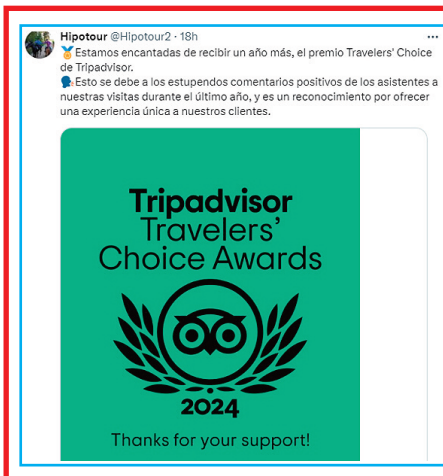 Hipotour @Hipotour2 · 18h
🥇Estamos encantadas de recibir un año más, el premio Travelers' Choice
de Tripadvisor.
🗣Esto se debe a los estupendos comentarios positivos de los asistentes a
nuestras visitas durante el último año, y es un reconocimiento por ofrecer
una experiencia única a nuestros clientes.
Tripadvisor
Travelers'
Choice Awards
2024
Thanks for your support!